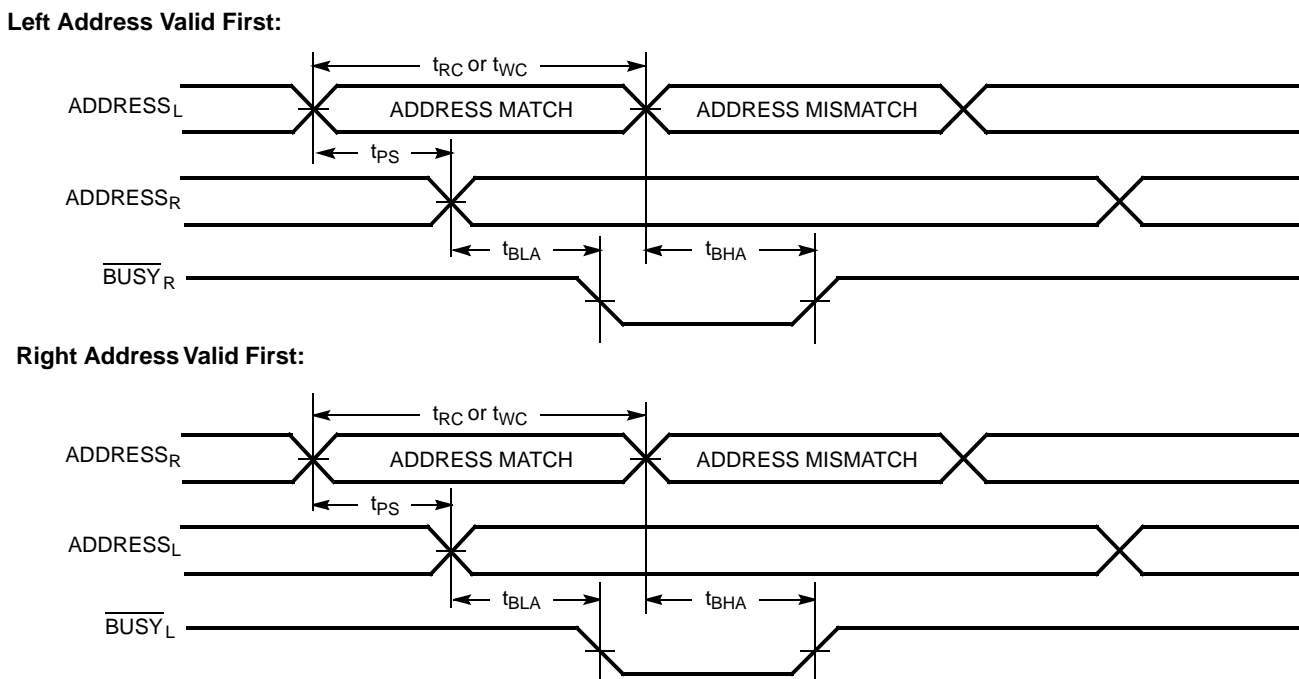 Left Address Valid First:
tRC or tWC
ADDRESSL
ADDRESS MATCH
ADDRESS MISMATCH
tPS
ADDRESSR
tBLA
tBHA
BUSYR
Right Address Valid First:
tRC or tWC
ADDRESSR
ADDRESS MATCH
ADDRESS MISMATCH
tPS
ADDRESSL
tBLA
tBHA
BUSYL